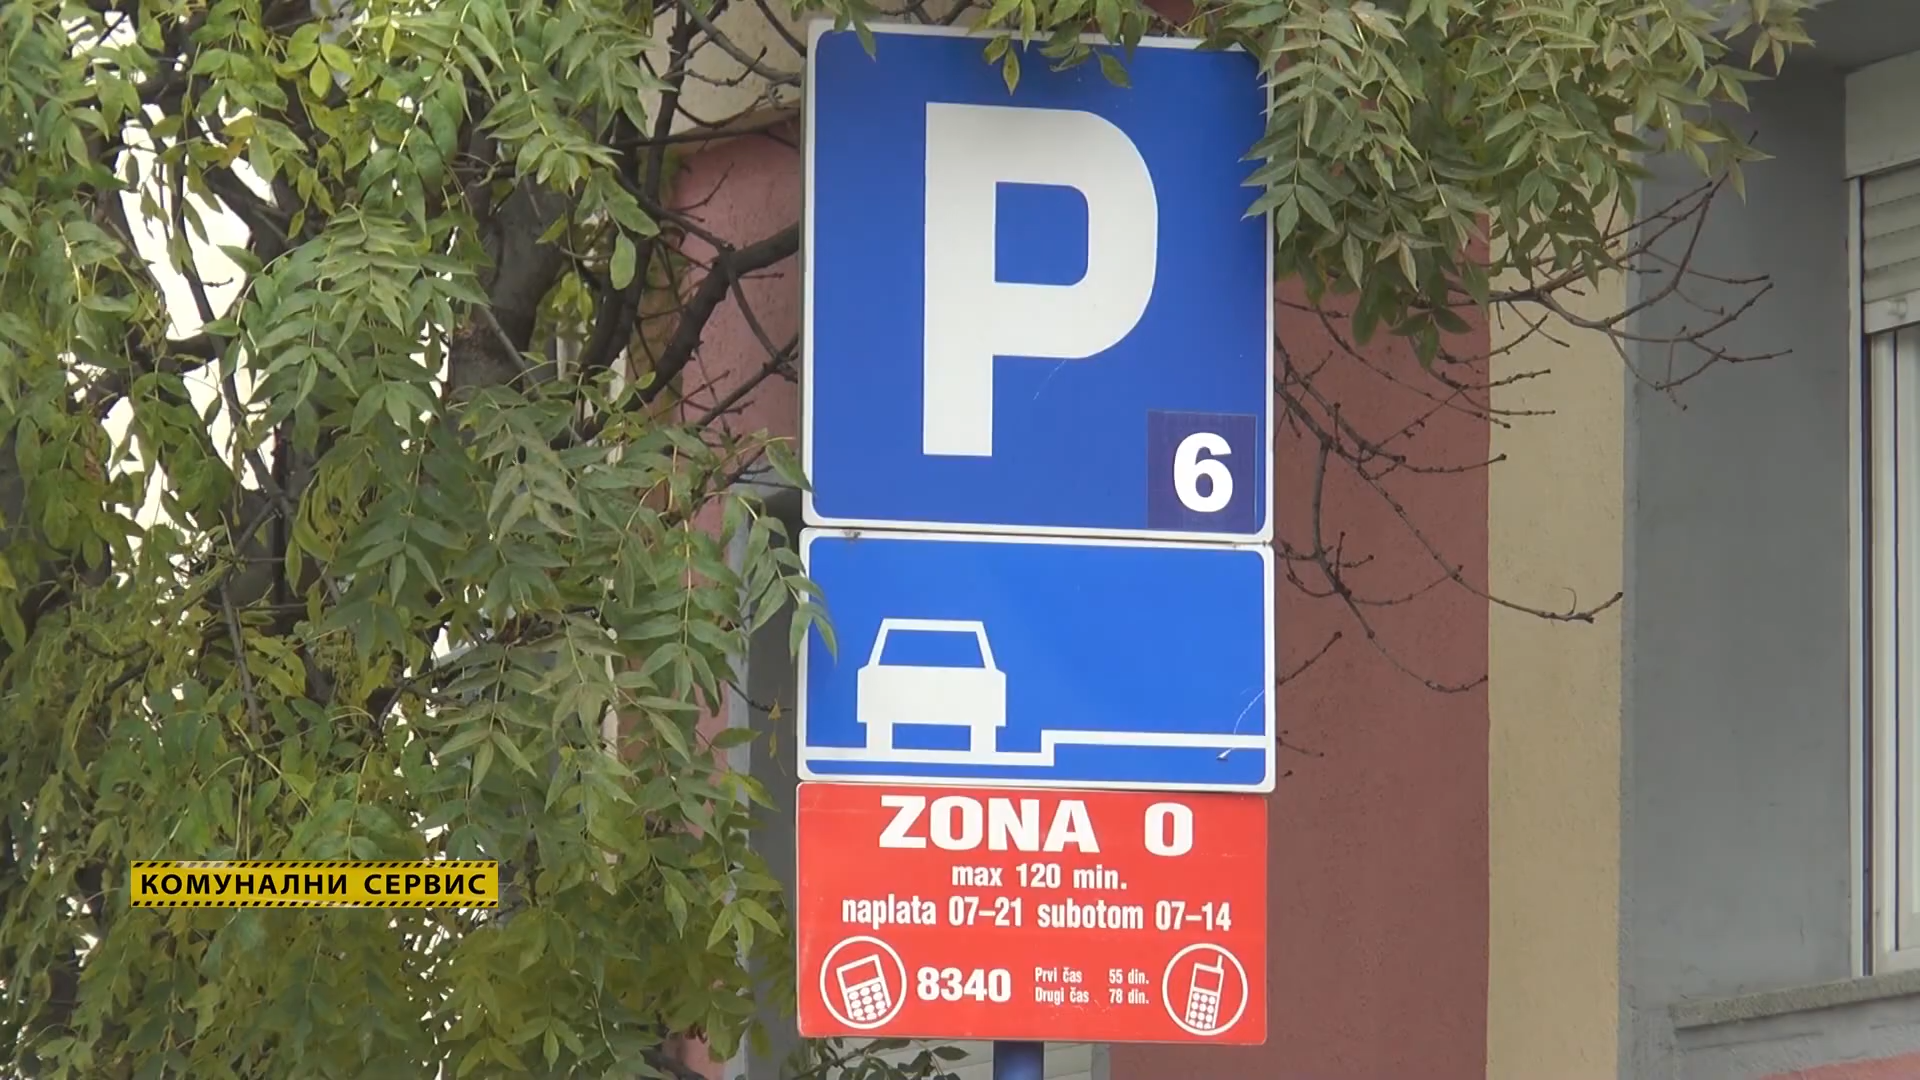 P
6
ZONA 0
max 120 min.
naplata 07–21 subotom 07–14
8340
Prvi čas 55 din.
Drugi čas 78 din.
КОМУНАЛНИ СЕРВИС